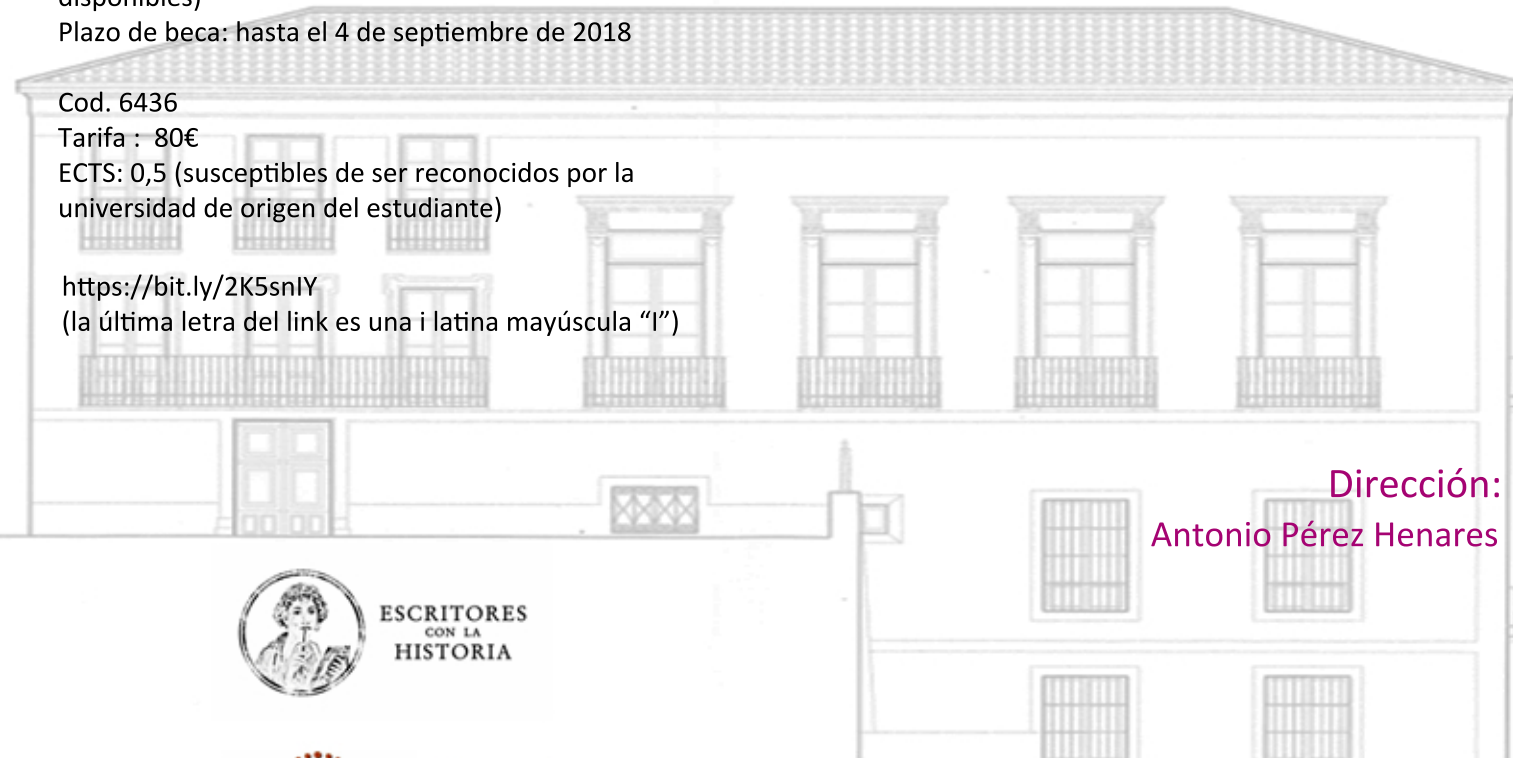 disponibles)
Plazo de beca: hasta el 4 de septiembre de 2018
Cod. 6436
Tarifa : 80€
ECTS: 0,5 (susceptibles de ser reconocidos por la
universidad de origen del estudiante)
https://bit.ly/2K5snIY
(la última letra del link es una i latina mayúscula “I”)
Dirección:
Antonio Pérez Henares
ESCRITORES
CON LA
HISTORIA